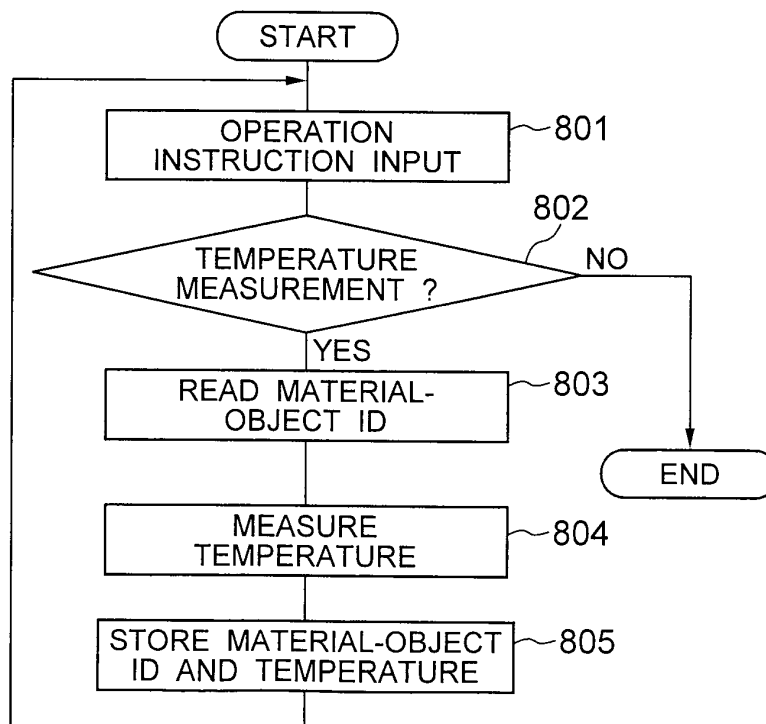 START
OPERATION
INSTRUCTION INPUT
801
802
TEMPERATURE
MEASUREMENT ?
NO
YES
READ MATERIAL-
OBJECT ID
803
END
MEASURE
TEMPERATURE
804
STORE MATERIAL-OBJECT
ID AND TEMPERATURE
805